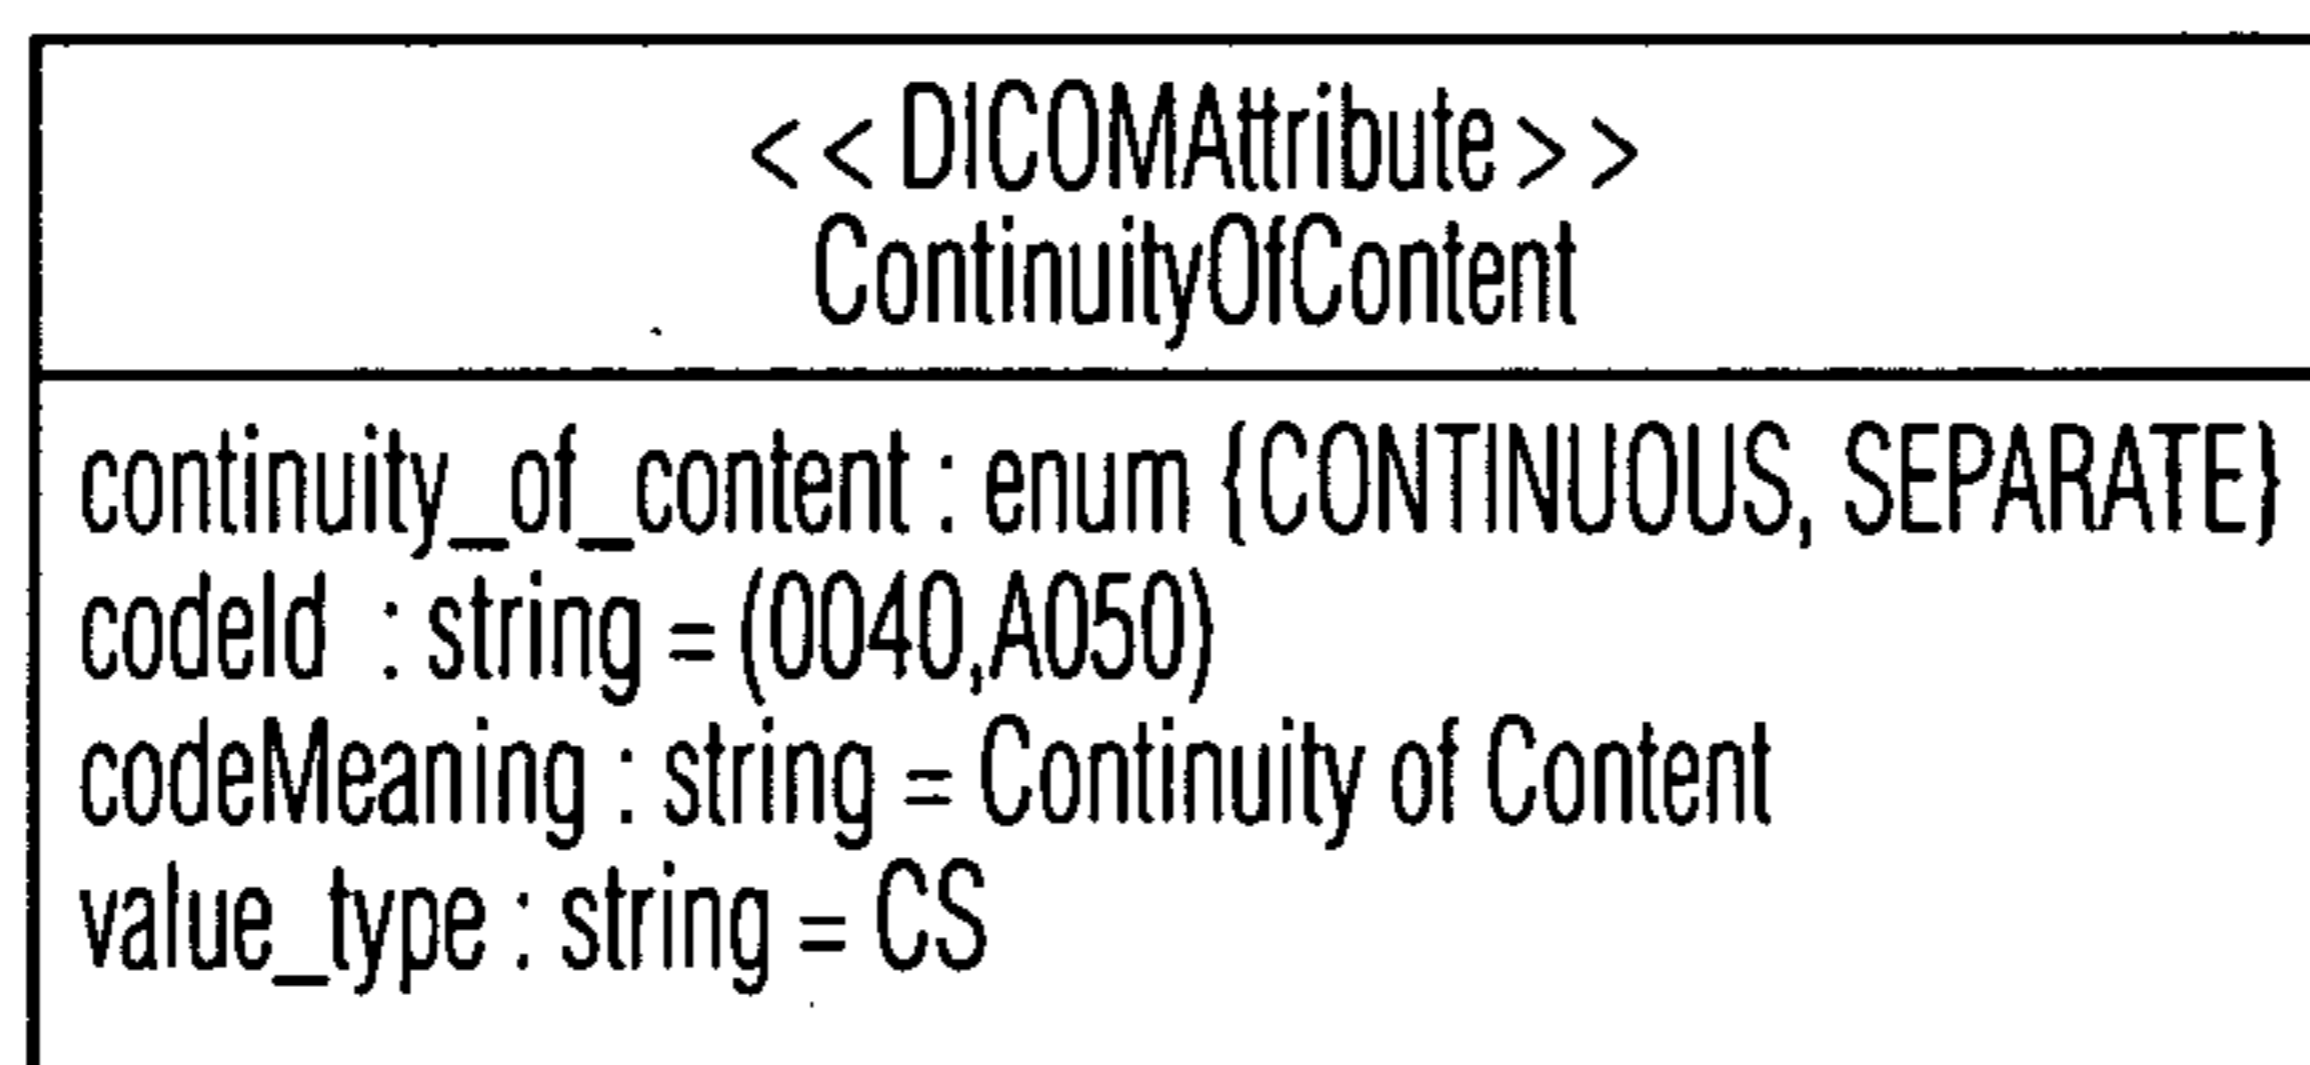 <<DICOMAttribute>>
ContinuityOfContent
continuity_of_content : enum {CONTINUOUS, SEPARATE}
codeId : string = (0040,A050)
codeMeaning : string = Continuity of Content
value_type : string = CS